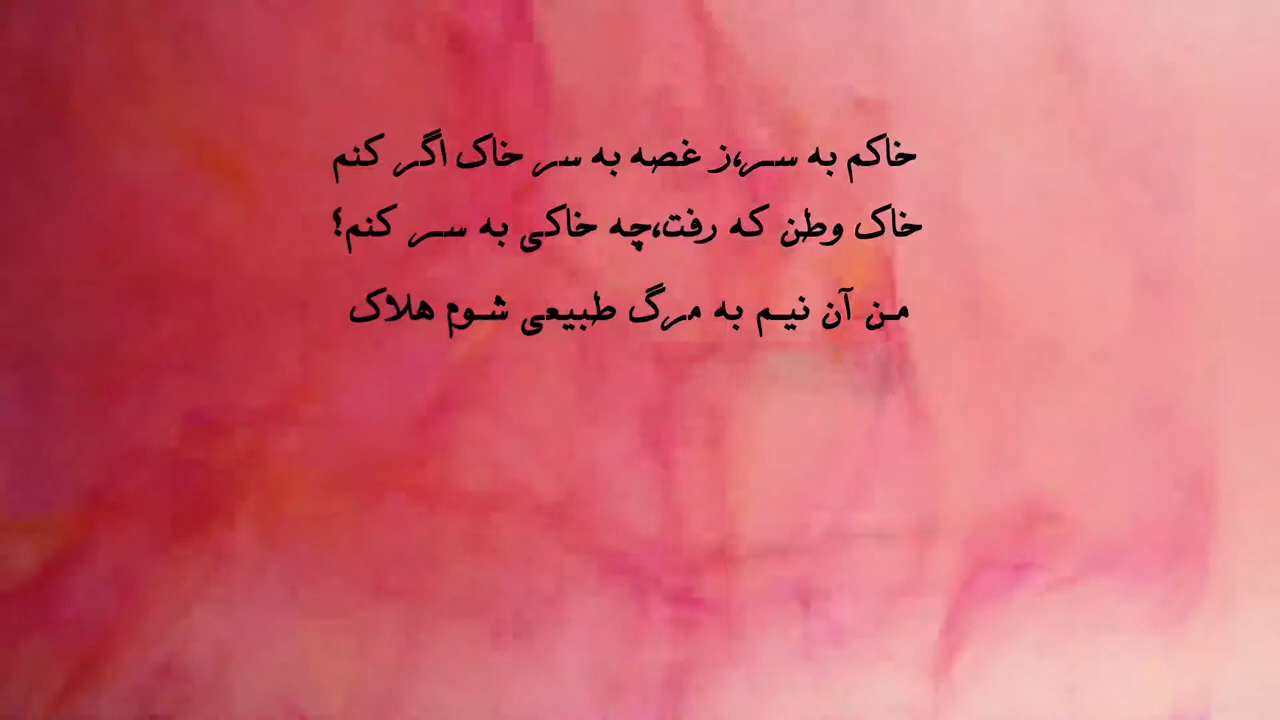 خاکم به سر،ز غصه به سر خاک اگر کنم
خاک وطن که رفت،چه خاکی به سر کنم؟
من آن نیم به مرگ طبیعی شوم هلاک